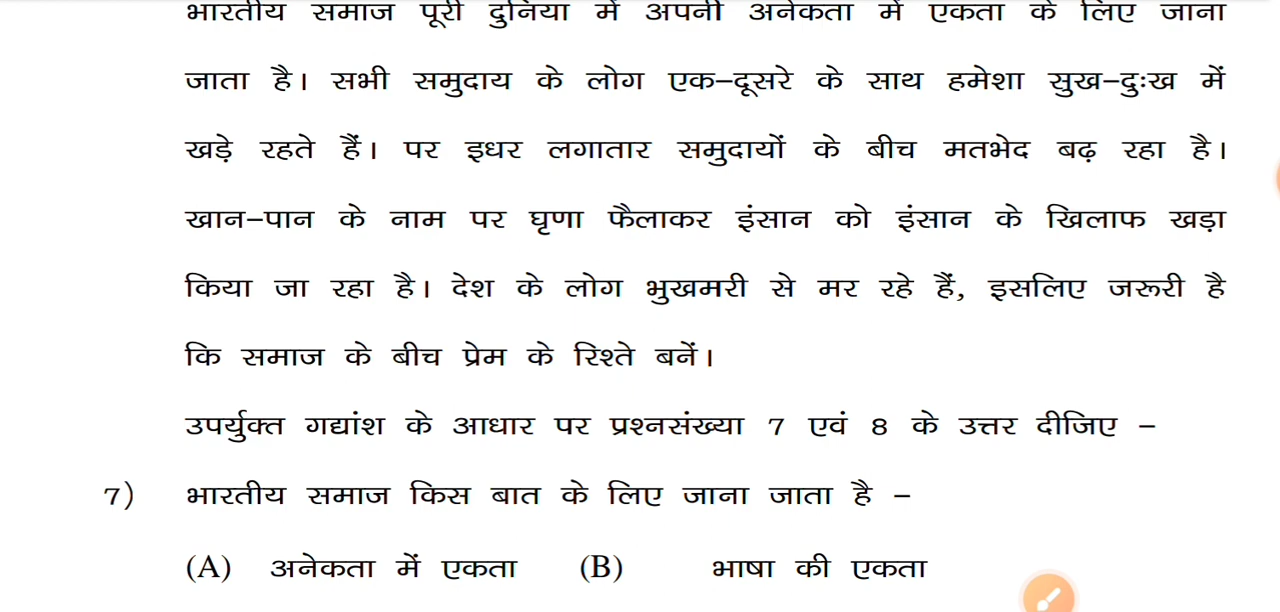 भारतीय समाज पूरी दुनिया में अपनी अनेकता में एकता के लिए जाना
जाता है। सभी समुदाय के लोग एक–दूसरे के साथ हमेशा सुख–दुःख में
खड़े रहते हैं। पर इधर लगातार समुदायों के बीच मतभेद बढ़ रहा है।
खान–पान के नाम पर घृणा फैलाकर इंसान को इंसान के खिलाफ खड़ा
किया जा रहा है। देश के लोग भुखमरी से मर रहे हैं, इसलिए जरूरी है
कि समाज के बीच प्रेम के रिश्ते बनें।
उपर्युक्त गद्यांश के आधार पर प्रश्नसंख्या 7 एवं 8 के उत्तर दीजिए –
7) भारतीय समाज किस बात के लिए जाना जाता है –
(A) अनेकता में एकता (B) भाषा की एकता